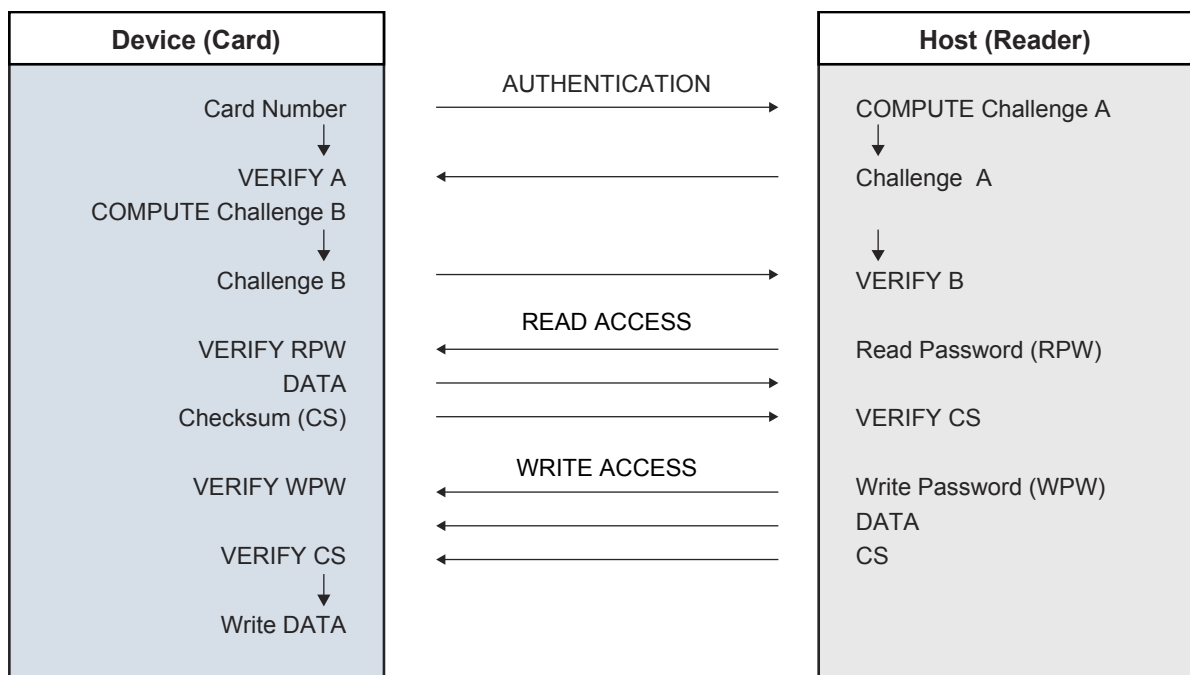 Device (Card)
Host (Reader)
AUTHENTICATION
Card Number
COMPUTE Challenge A
VERIFY A
Challenge A
COMPUTE Challenge B
Challenge B
VERIFY B
READ ACCESS
VERIFY RPW
Read Password (RPW)
DATA
Checksum (CS)
VERIFY CS
WRITE ACCESS
VERIFY WPW
Write Password (WPW)
DATA
VERIFY CS
CS
Write DATA